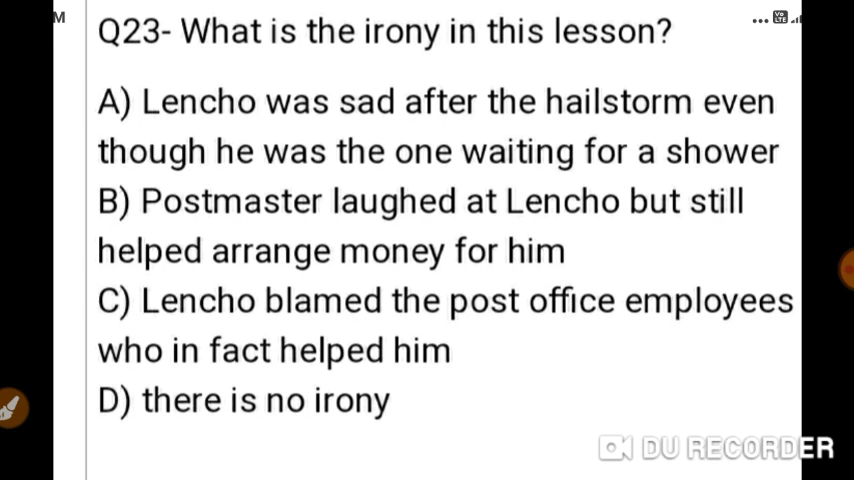 M
Vo
LTE
Q23- What is the irony in this lesson?
A) Lencho was sad after the hailstorm even
though he was the one waiting for a shower
B) Postmaster laughed at Lencho but still
helped arrange money for him
C) Lencho blamed the post office employees
who in fact helped him
D) there is no irony
DU RECORDER